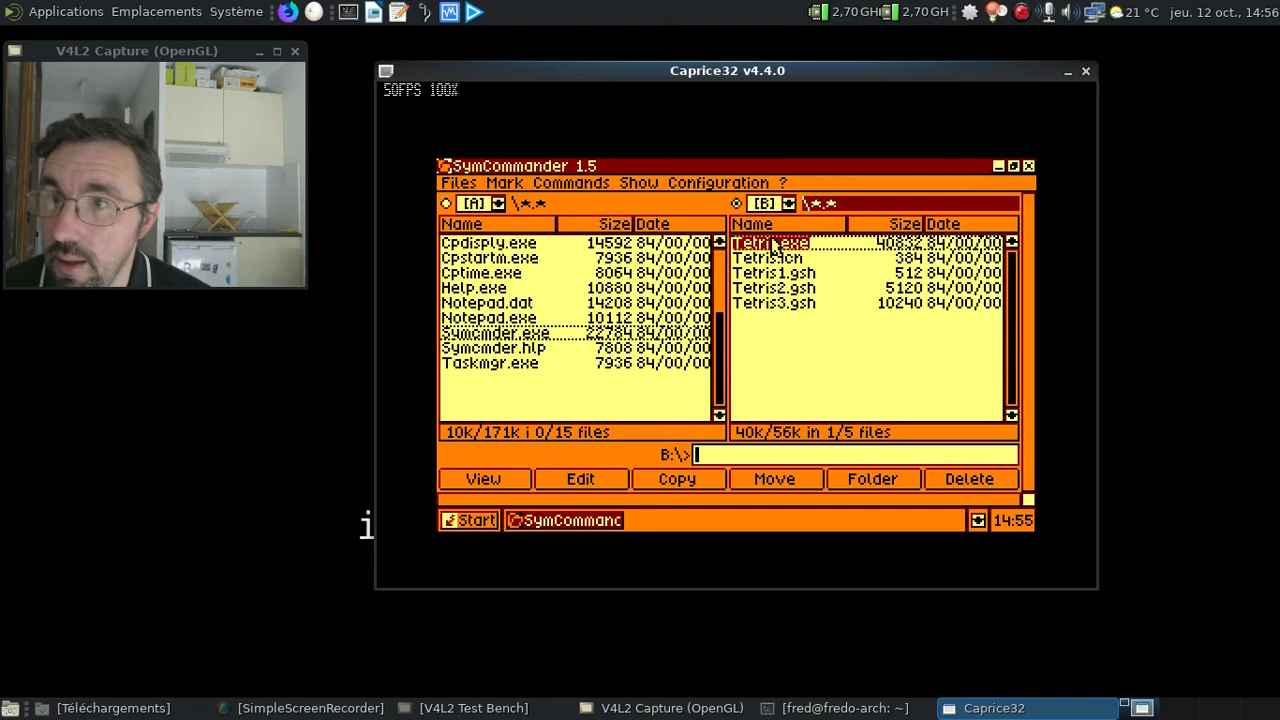 Applications Emplacements Système 2,70GH 2,70 GH 21 °C jeu. 12 oct., 14:56
V4L2 Capture (OpenGL)
Caprice32 v4.4.0
50FPS 100%
SymCommander 1.5
Files Mark Commands Show Configuration ?
[A] \*.* [B] \*.*
Name Size Date Name Size Date
Cpdisply.exe 14592 84/00/00 Tetris.exe 40832 84/00/00
Cpstartm.exe 7936 84/00/00 Tetris.icn 384 84/00/00
Cptime.exe 8064 84/00/00 Tetris1.gsh 512 84/00/00
Help.exe 10880 84/00/00 Tetris2.gsh 5120 84/00/00
Notepad.dat 14208 84/00/00 Tetris3.gsh 10240 84/00/00
Notepad.exe 10112 84/00/00
Symcmder.exe 22784 84/00/00
Symcmder.hlp 7808 84/00/00
Taskmgr.exe 7936 84/00/00
10k/171k i 0/15 files 40k/56k in 1/5 files
B:\>
View Edit Copy Move Folder Delete
i
Start SymCommanc 14:55
[Téléchargements] [SimpleScreenRecorder] [V4L2 Test Bench] V4L2 Capture (OpenGL) [fred@fredo-arch: ~] Caprice32